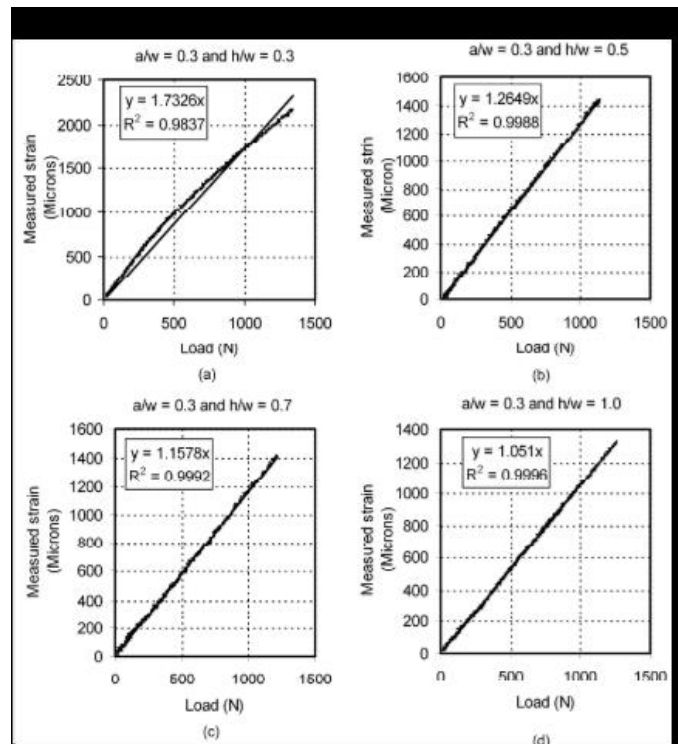 a/w = 0.3 and h/w = 0.3
2500
2000
1500
1000
500
0
y = 1.7326x
R² = 0.9837
Measured strain
(Microns)
0 500 1000 1500
Load (N)
(a)
a/w = 0.3 and h/w = 0.5
1600
1400
1200
1000
800
600
400
200
0
y = 1.2649x
R² = 0.9988
Measured strin
(Micron)
0 500 1000 1500
Load (N)
(b)
a/w = 0.3 and h/w = 0.7
1600
1400
1200
1000
800
600
400
200
0
y = 1.1578x
R² = 0.9992
Measured strain
(Microns)
0 500 1000 1500
Load (N)
(c)
a/w = 0.3 and h/w = 1.0
1400
1200
1000
800
600
400
200
0
y = 1.051x
R² = 0.9996
Measured strain
(Microns)
0 500 1000 1500
Load (N)
(d)